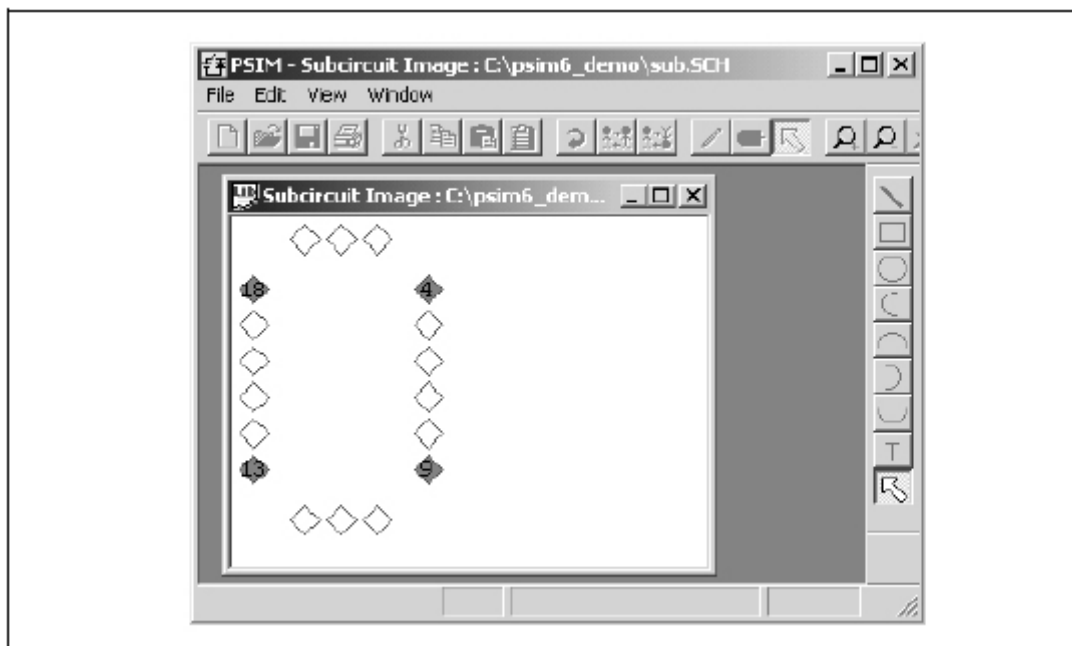 PSIM - Subcircuit Image : C:\psim6_demo\sub.SCH
File Edit View Window
Subcircuit Image : C:\psim6_dem...
18 4
13 9
T